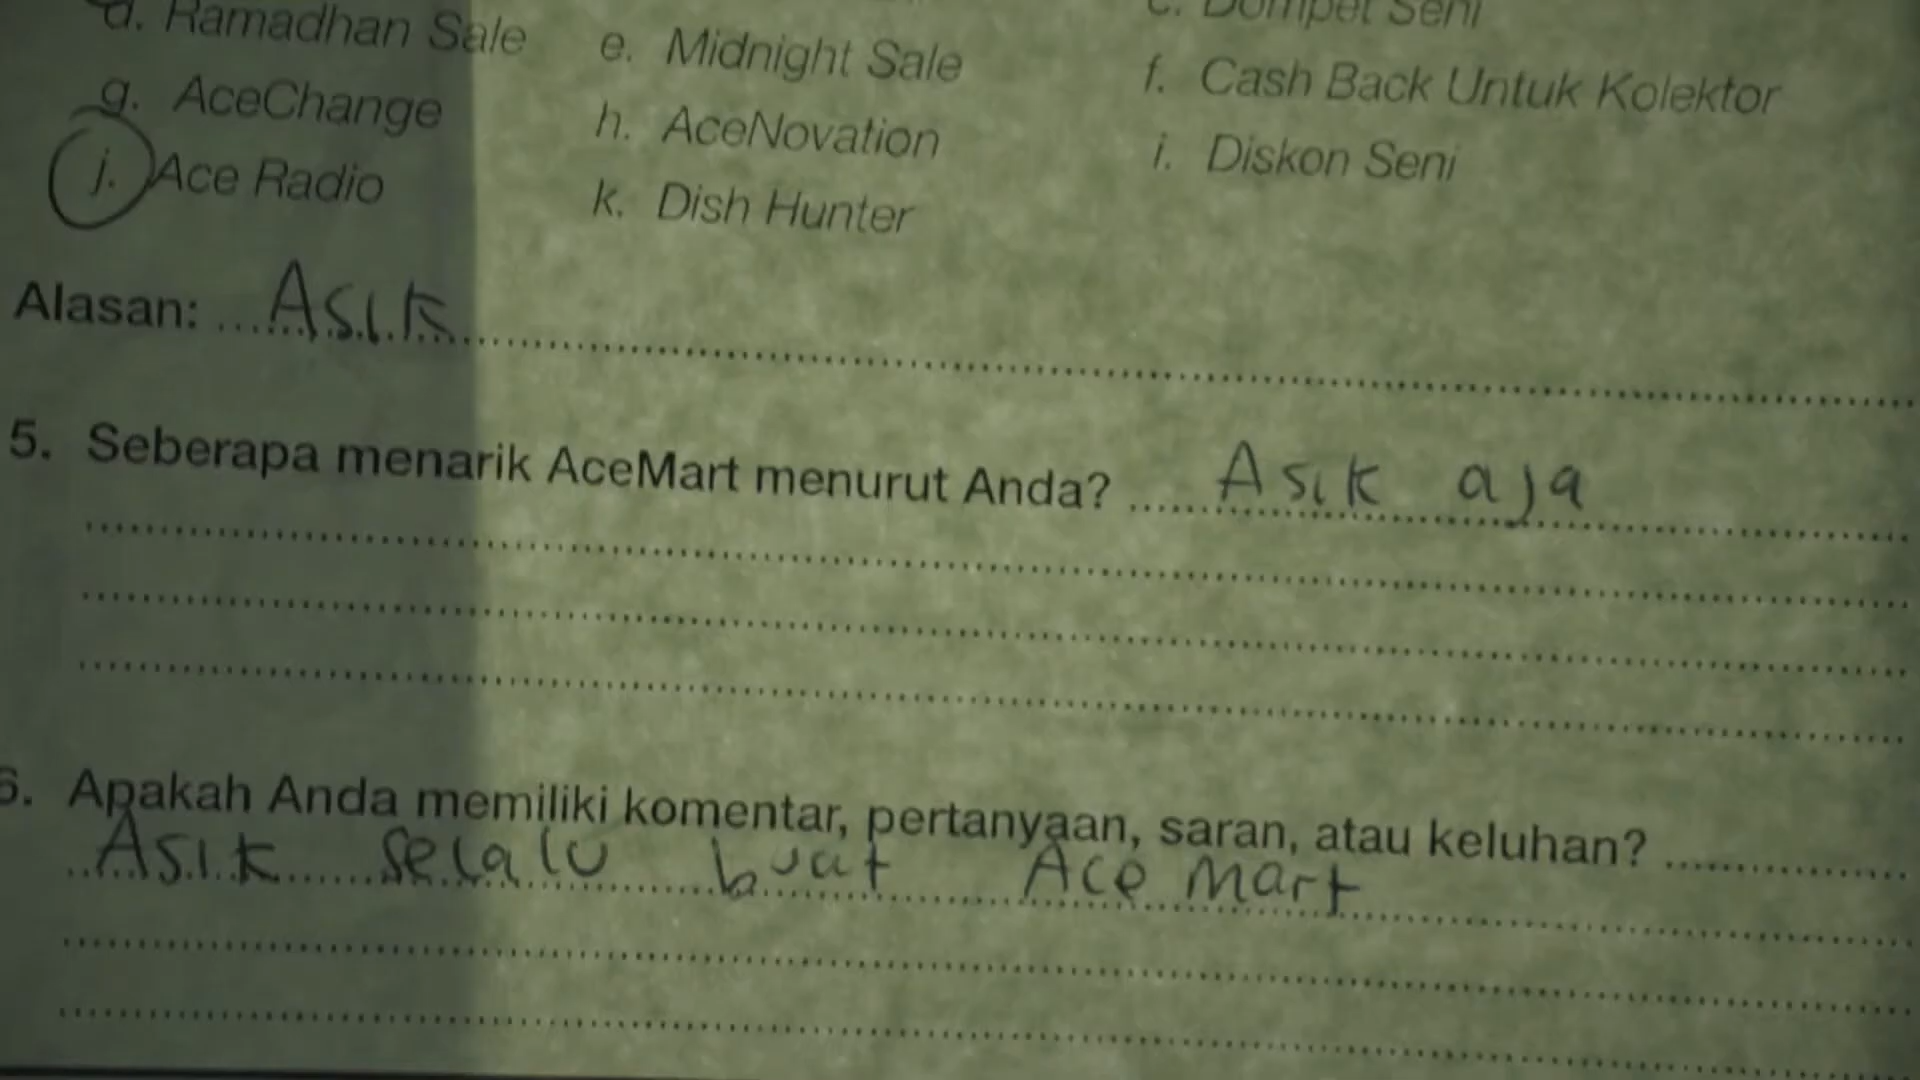 d. Ramadhan Sale e. Midnight Sale c. Dompet Seni
g. AceChange h. AceNovation f. Cash Back Untuk Kolektor
j. Ace Radio k. Dish Hunter i. Diskon Seni
Alasan: Asik
5. Seberapa menarik AceMart menurut Anda? Asik aja
6. Apakah Anda memiliki komentar, pertanyaan, saran, atau keluhan?
Asik selalu buat Ace Mart